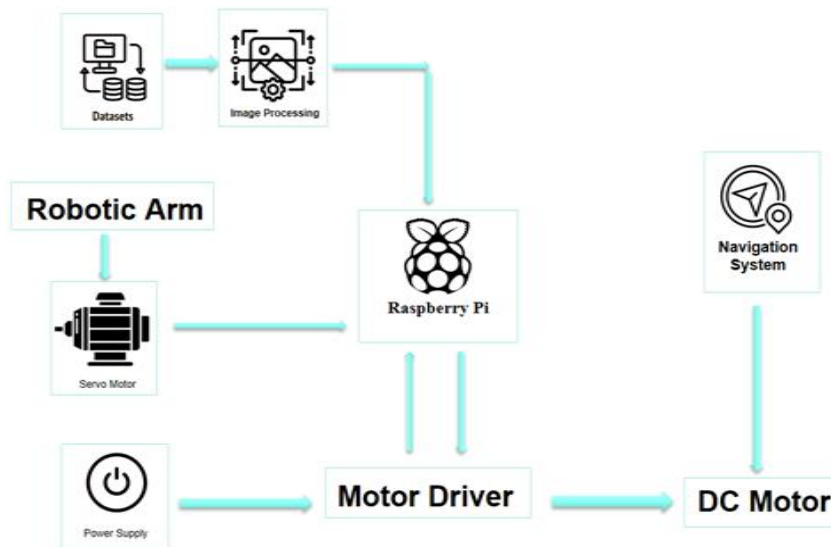 Datasets
Image Processing
Robotic Arm
Navigation
System
Raspberry Pi
Servo Motor
Motor Driver
DC Motor
Power Supply